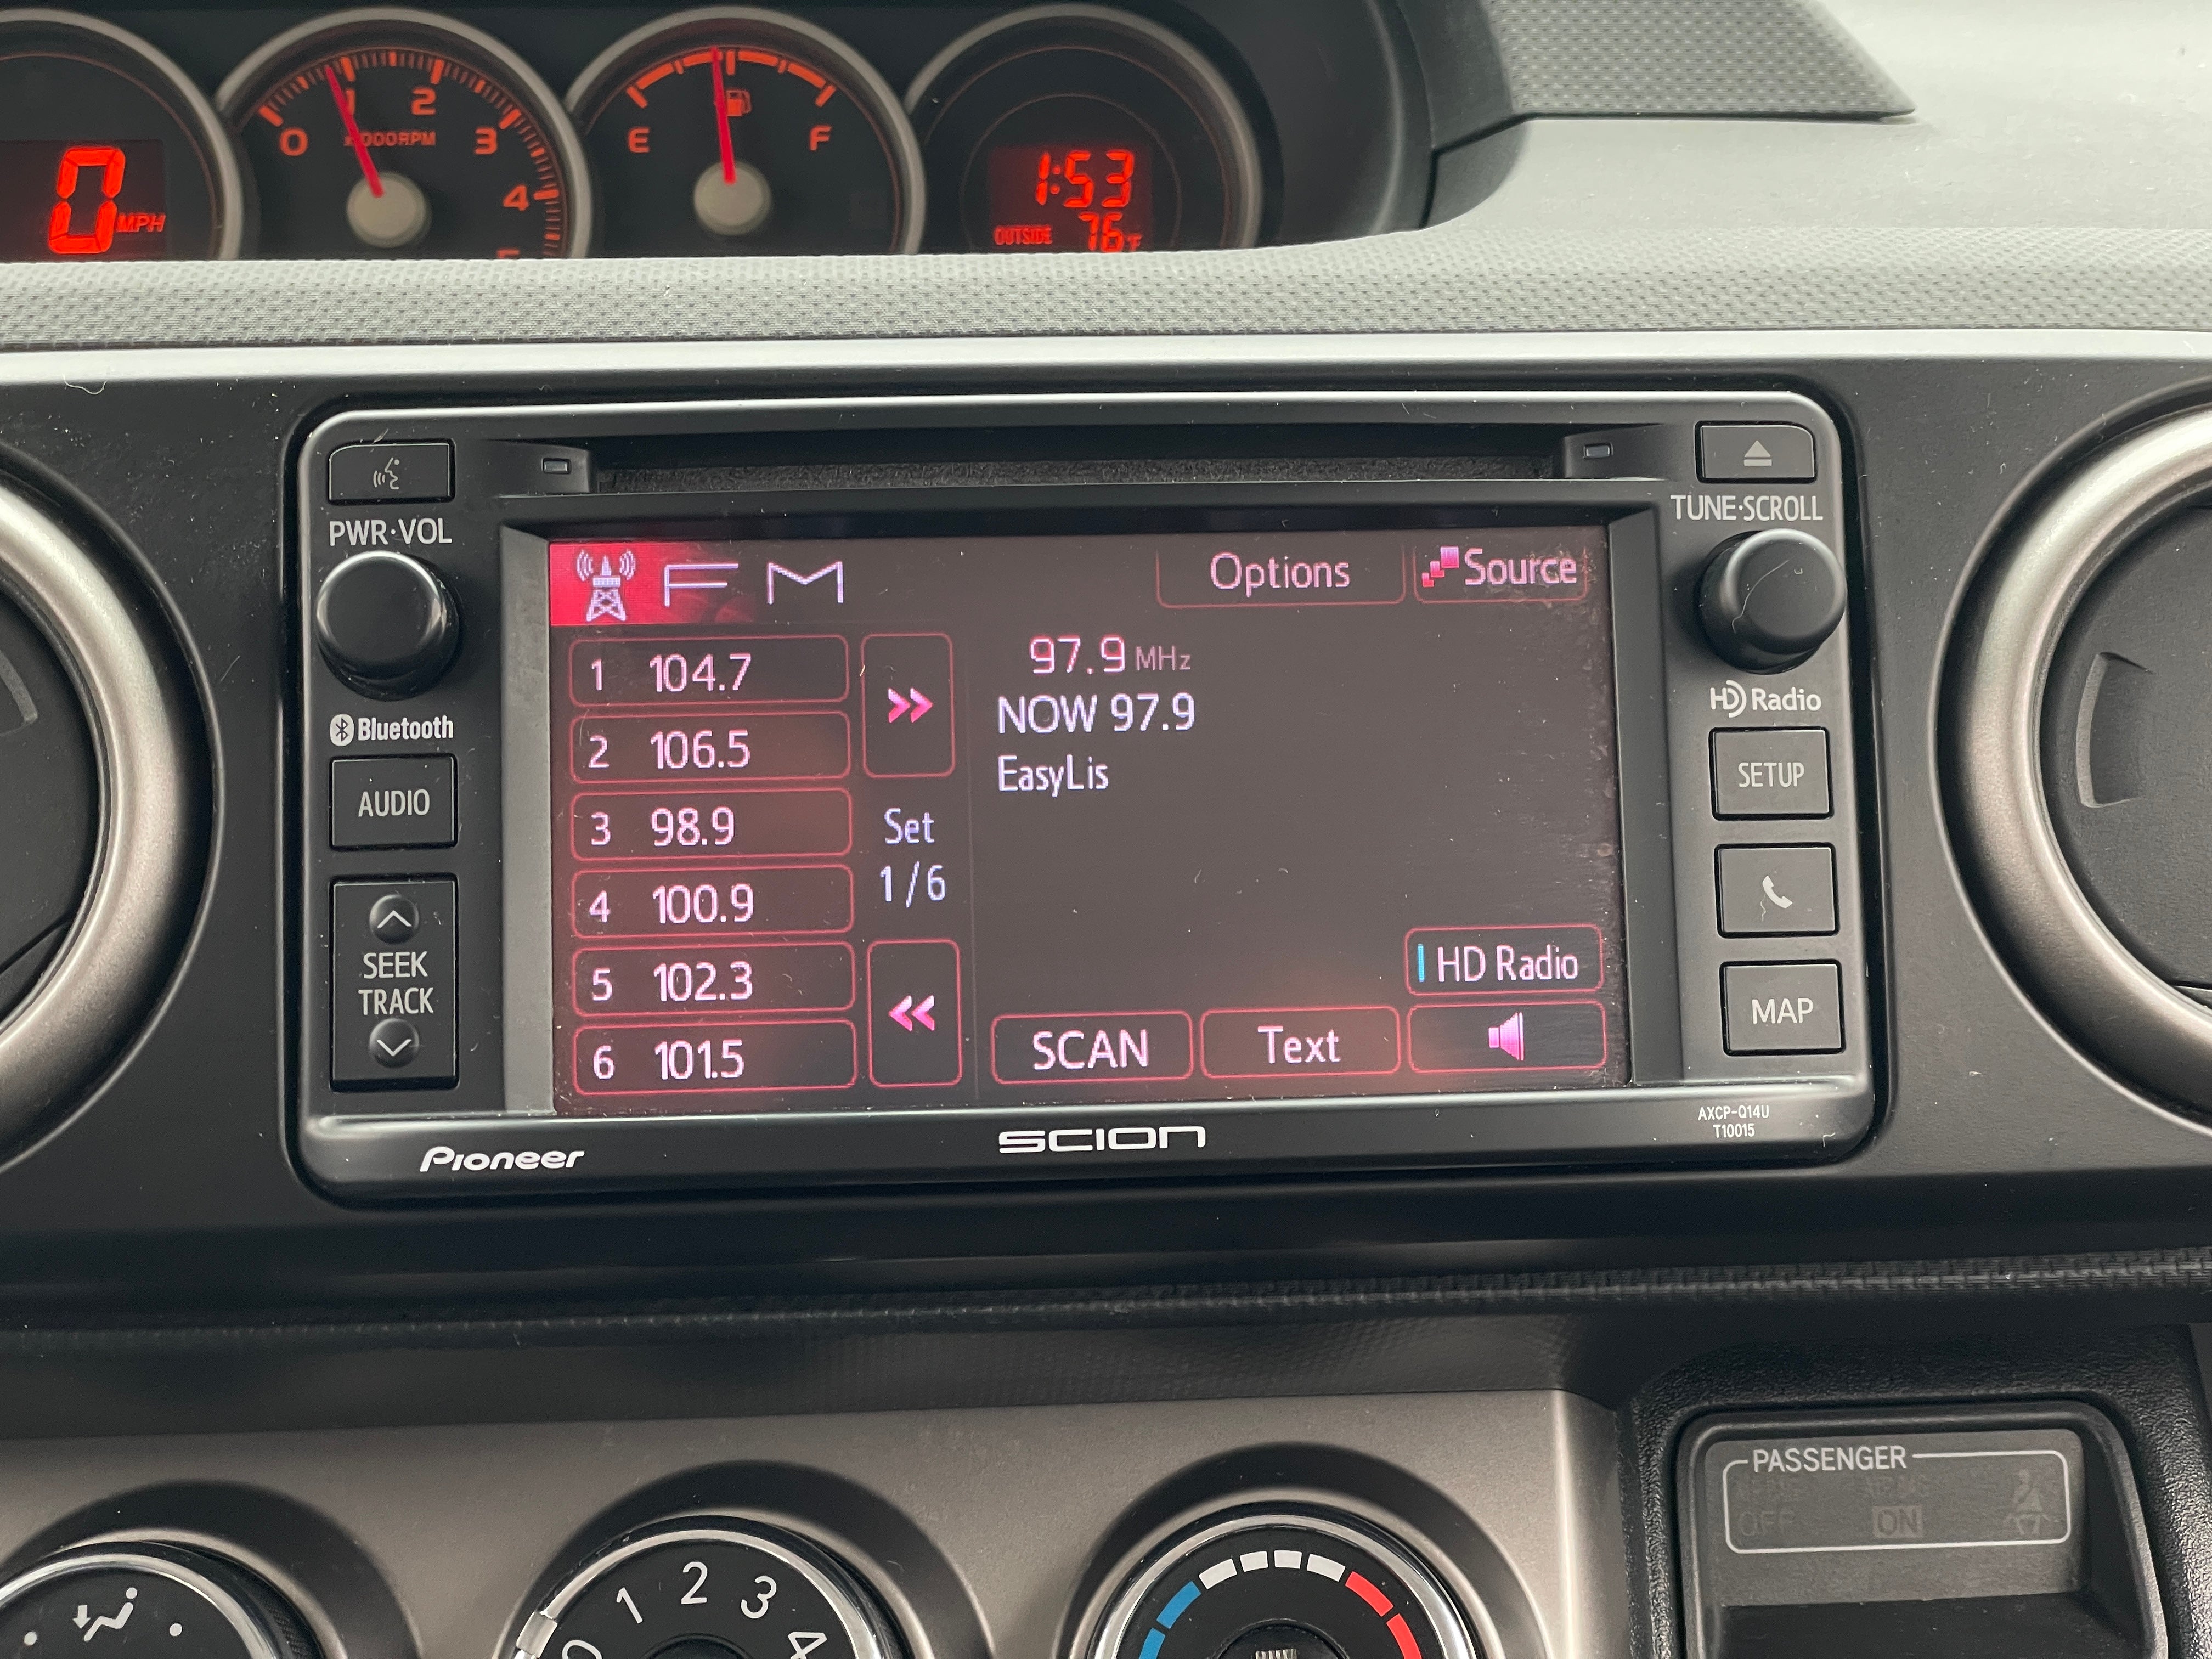 0 MPH
0 1 2 3 4
x1000RPM
E F
1:53
OUTSIDE 76°F
PWR·VOL
TUNE·SCROLL
FM
Options
Source
1 104.7
2 106.5
3 98.9
4 100.9
5 102.3
6 101.5
Set
1/6
97.9 MHz
NOW 97.9
EasyLis
HD Radio
SCAN
Text
Bluetooth
AUDIO
SEEK
TRACK
HD Radio
SETUP
MAP
Pioneer
SCION
AXCP-Q14U
T10015
PASSENGER
OFF ON
0 1 2 3 4